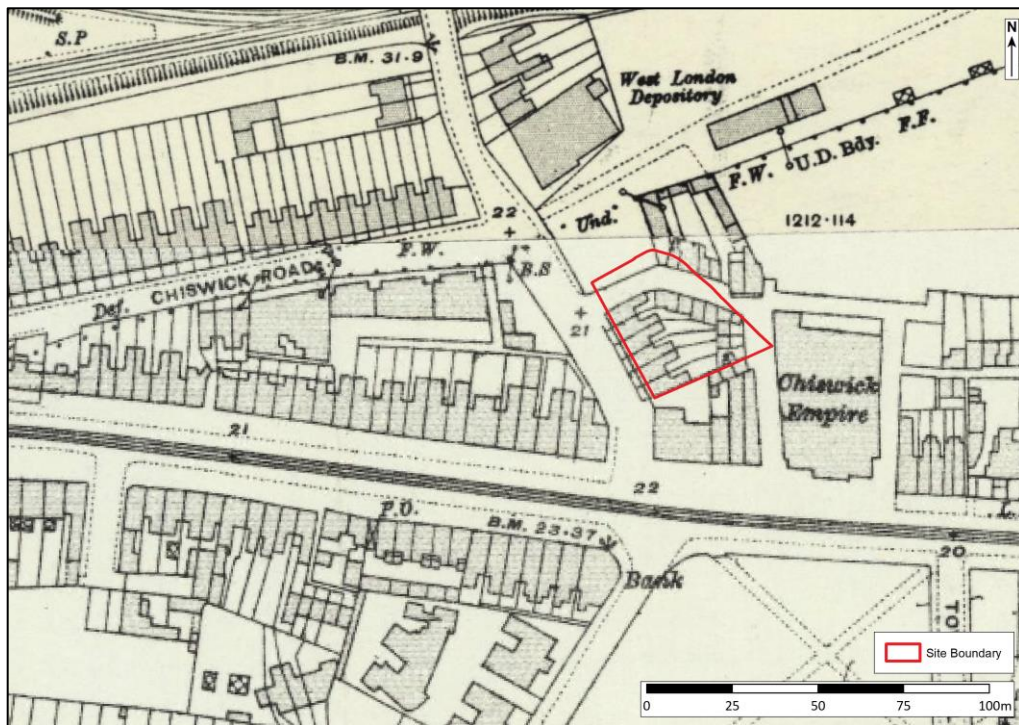 S.P
B.M. 31·9
N
West London
Depository
F.F.
U.D. Bdy.
F.W.
Und.
1212·114
22
F.W.
B.S
CHISWICK ROAD
Def.
21
Chiswick
Empire
21
22
P.O.
B.M. 23·37
20
L.
Bank
TO
Site Boundary
0 25 50 75 100m